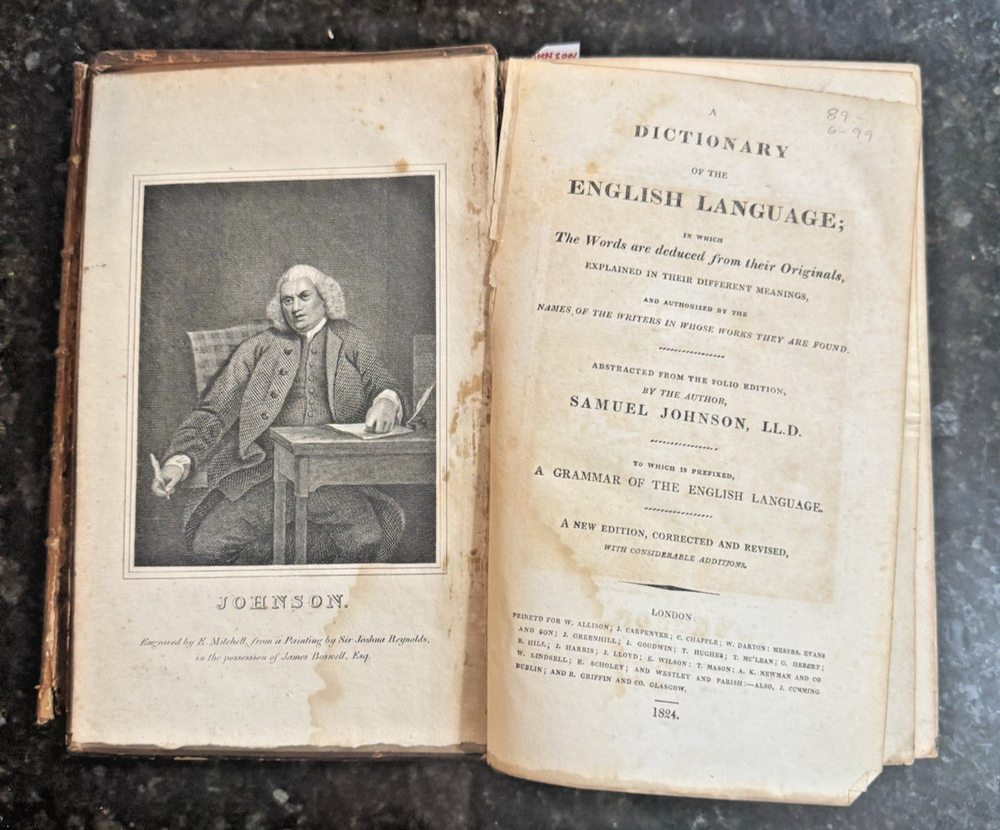 JOHNSON.
Engraved by E. Mitchell, from a Painting by Sir Joshua Reynolds,
in the possession of James Boswell, Esq.
HNSON
89.-
6-99
A
DICTIONARY
OF THE
ENGLISH LANGUAGE;
IN WHICH
The Words are deduced from their Originals,
EXPLAINED IN THEIR DIFFERENT MEANINGS,
AND AUTHORIZED BY THE
NAMES OF THE WRITERS IN WHOSE WORKS THEY ARE FOUND.
ABSTRACTED FROM THE FOLIO EDITION,
BY THE AUTHOR,
SAMUEL JOHNSON, LL.D.
TO WHICH IS PREFIXED,
A GRAMMAR OF THE ENGLISH LANGUAGE.
A NEW EDITION, CORRECTED AND REVISED,
WITH CONSIDERABLE ADDITIONS.
LONDON:
PRINETD FOR W. ALLISON; J. CARPENTER; C. CHAPPLE; W. DARTON: MESSRS. EVANS
AND SON; J. GREENHILL; J. GOODWIN; T. HUGHES; T. MCLEAN; G. HEBERT;
R. HILL; J. HARRIS; J. LLOYD; E. WILSON: T. MASON; A. K. NEWMAN AND CO
W. LINDSELL; R. SCHOLEY; AND WESTLEY AND PARISH:—ALSO, J. CUMMING
DUBLIN; AND R. GRIFFIN AND CO. GLASGOW.
1824.